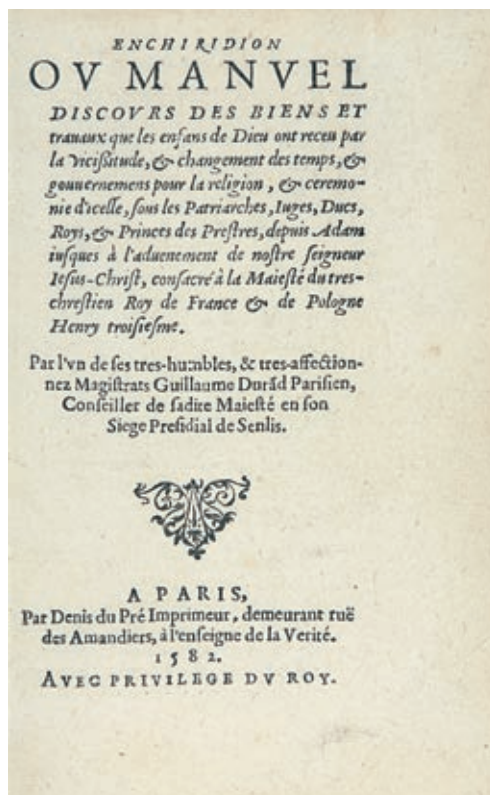 ENCHIRIDION
OV MANVEL
DISCOVRS DES BIENS ET
trauaux que les enfans de Dieu ont receu par
la viciſsitude, & changement des temps, &
gouuernemens pour la religion, & ceremo-
nie d'icelle, ſous les Patriarches, Iuges, Ducs,
Roys, & Princes des Preſtres, depuis Adam
iuſques à l'aduenement de noſtre ſeigneur
Ieſus-Chriſt, conſacré à la Maieſté du tres-
chreſtien Roy de France & de Pologne
Henry troiſieſme.
Par l'vn de ſes tres-humbles, & tres-affection-
nez Magiſtrats Guillaume Durãd Pariſien,
Conſeiller de ſadite Maieſté en ſon
Siege Preſidial de Senlis.
A PARIS,
Par Denis du Pré Imprimeur, demeurant ruë
des Amandiers, à l'enſeigne de la Verité.
1582.
AVEC PRIVILEGE DV ROY.